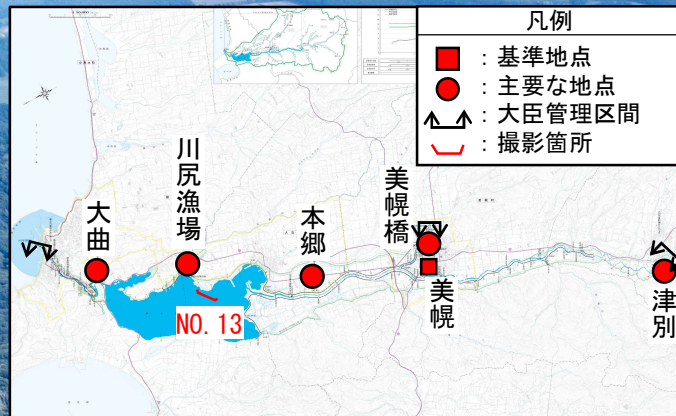 凡例
：基準地点
：主要な地点
：大臣管理区間
：撮影箇所
大曲
川尻漁場
本郷
美幌橋
美幌
津別
NO. 13